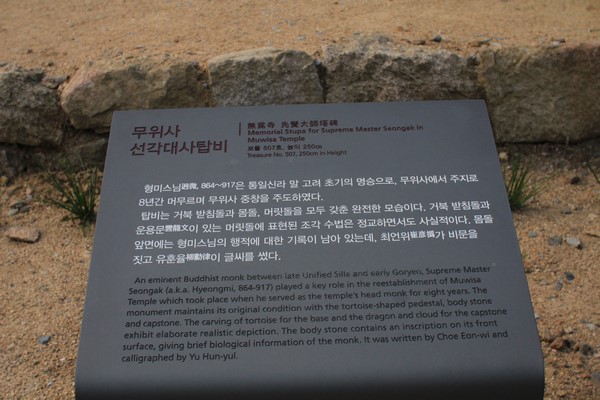 무위사
선각대사탑비
無爲寺 先覺大師塔碑
Memorial Stupa for Supreme Master Seongak in
Muwisa Temple
보물 507호, 높이 250㎝
Treasure No. 507, 250cm in Height
형미스님逈微, 864~917은 통일신라 말 고려 초기의 명승으로, 무위사에서 주지로
8년간 머무르며 무위사 중창을 주도하였다.
탑비는 거북 받침돌과 몸돌, 머릿돌을 모두 갖춘 완전한 모습이다. 거북 받침돌과
운용문雲龍文이 있는 머릿돌에 표현된 조각 수법은 정교하면서도 사실적이다. 몸돌
앞면에는 형미스님의 행적에 대한 기록이 남아 있는데, 최언위崔彦撝가 비문을
짓고 유훈율柳勳律이 글씨를 썼다.
An eminent Buddhist monk between late Unified Silla and early Goryeo, Supreme Master
Seongak (a.k.a. Hyeongmi, 864-917) played a key role in the reestablishment of Muwisa
Temple which took place when he served as the temple's head monk for eight years. The
monument maintains its original condition with the tortoise-shaped pedestal, body stone
and capstone. The carving of tortoise for the base and the dragon and cloud for the capstone
exhibit elaborate realistic depiction. The body stone contains an inscription on its front
surface, giving brief biological information of the monk. It was written by Choe Eon-wi and
calligraphed by Yu Hun-yul.